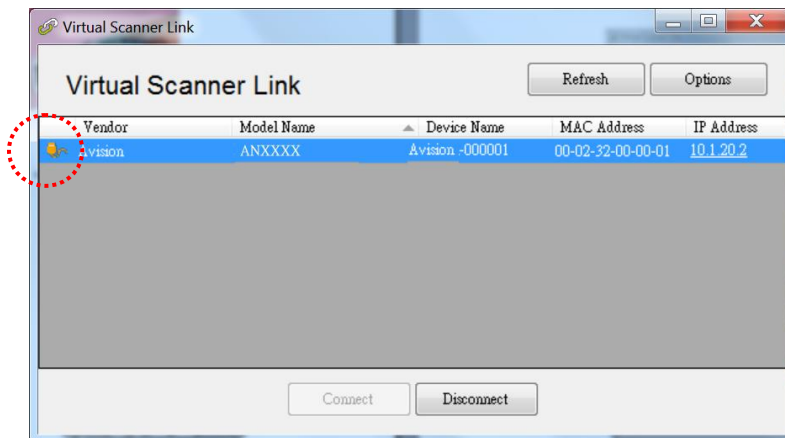 Virtual Scanner Link
Virtual Scanner Link
Refresh
Options
Vendor Model Name Device Name MAC Address IP Address
Avision ANXXXX Avision -000001 00-02-32-00-00-01 10.1.20.2
Connect
Disconnect